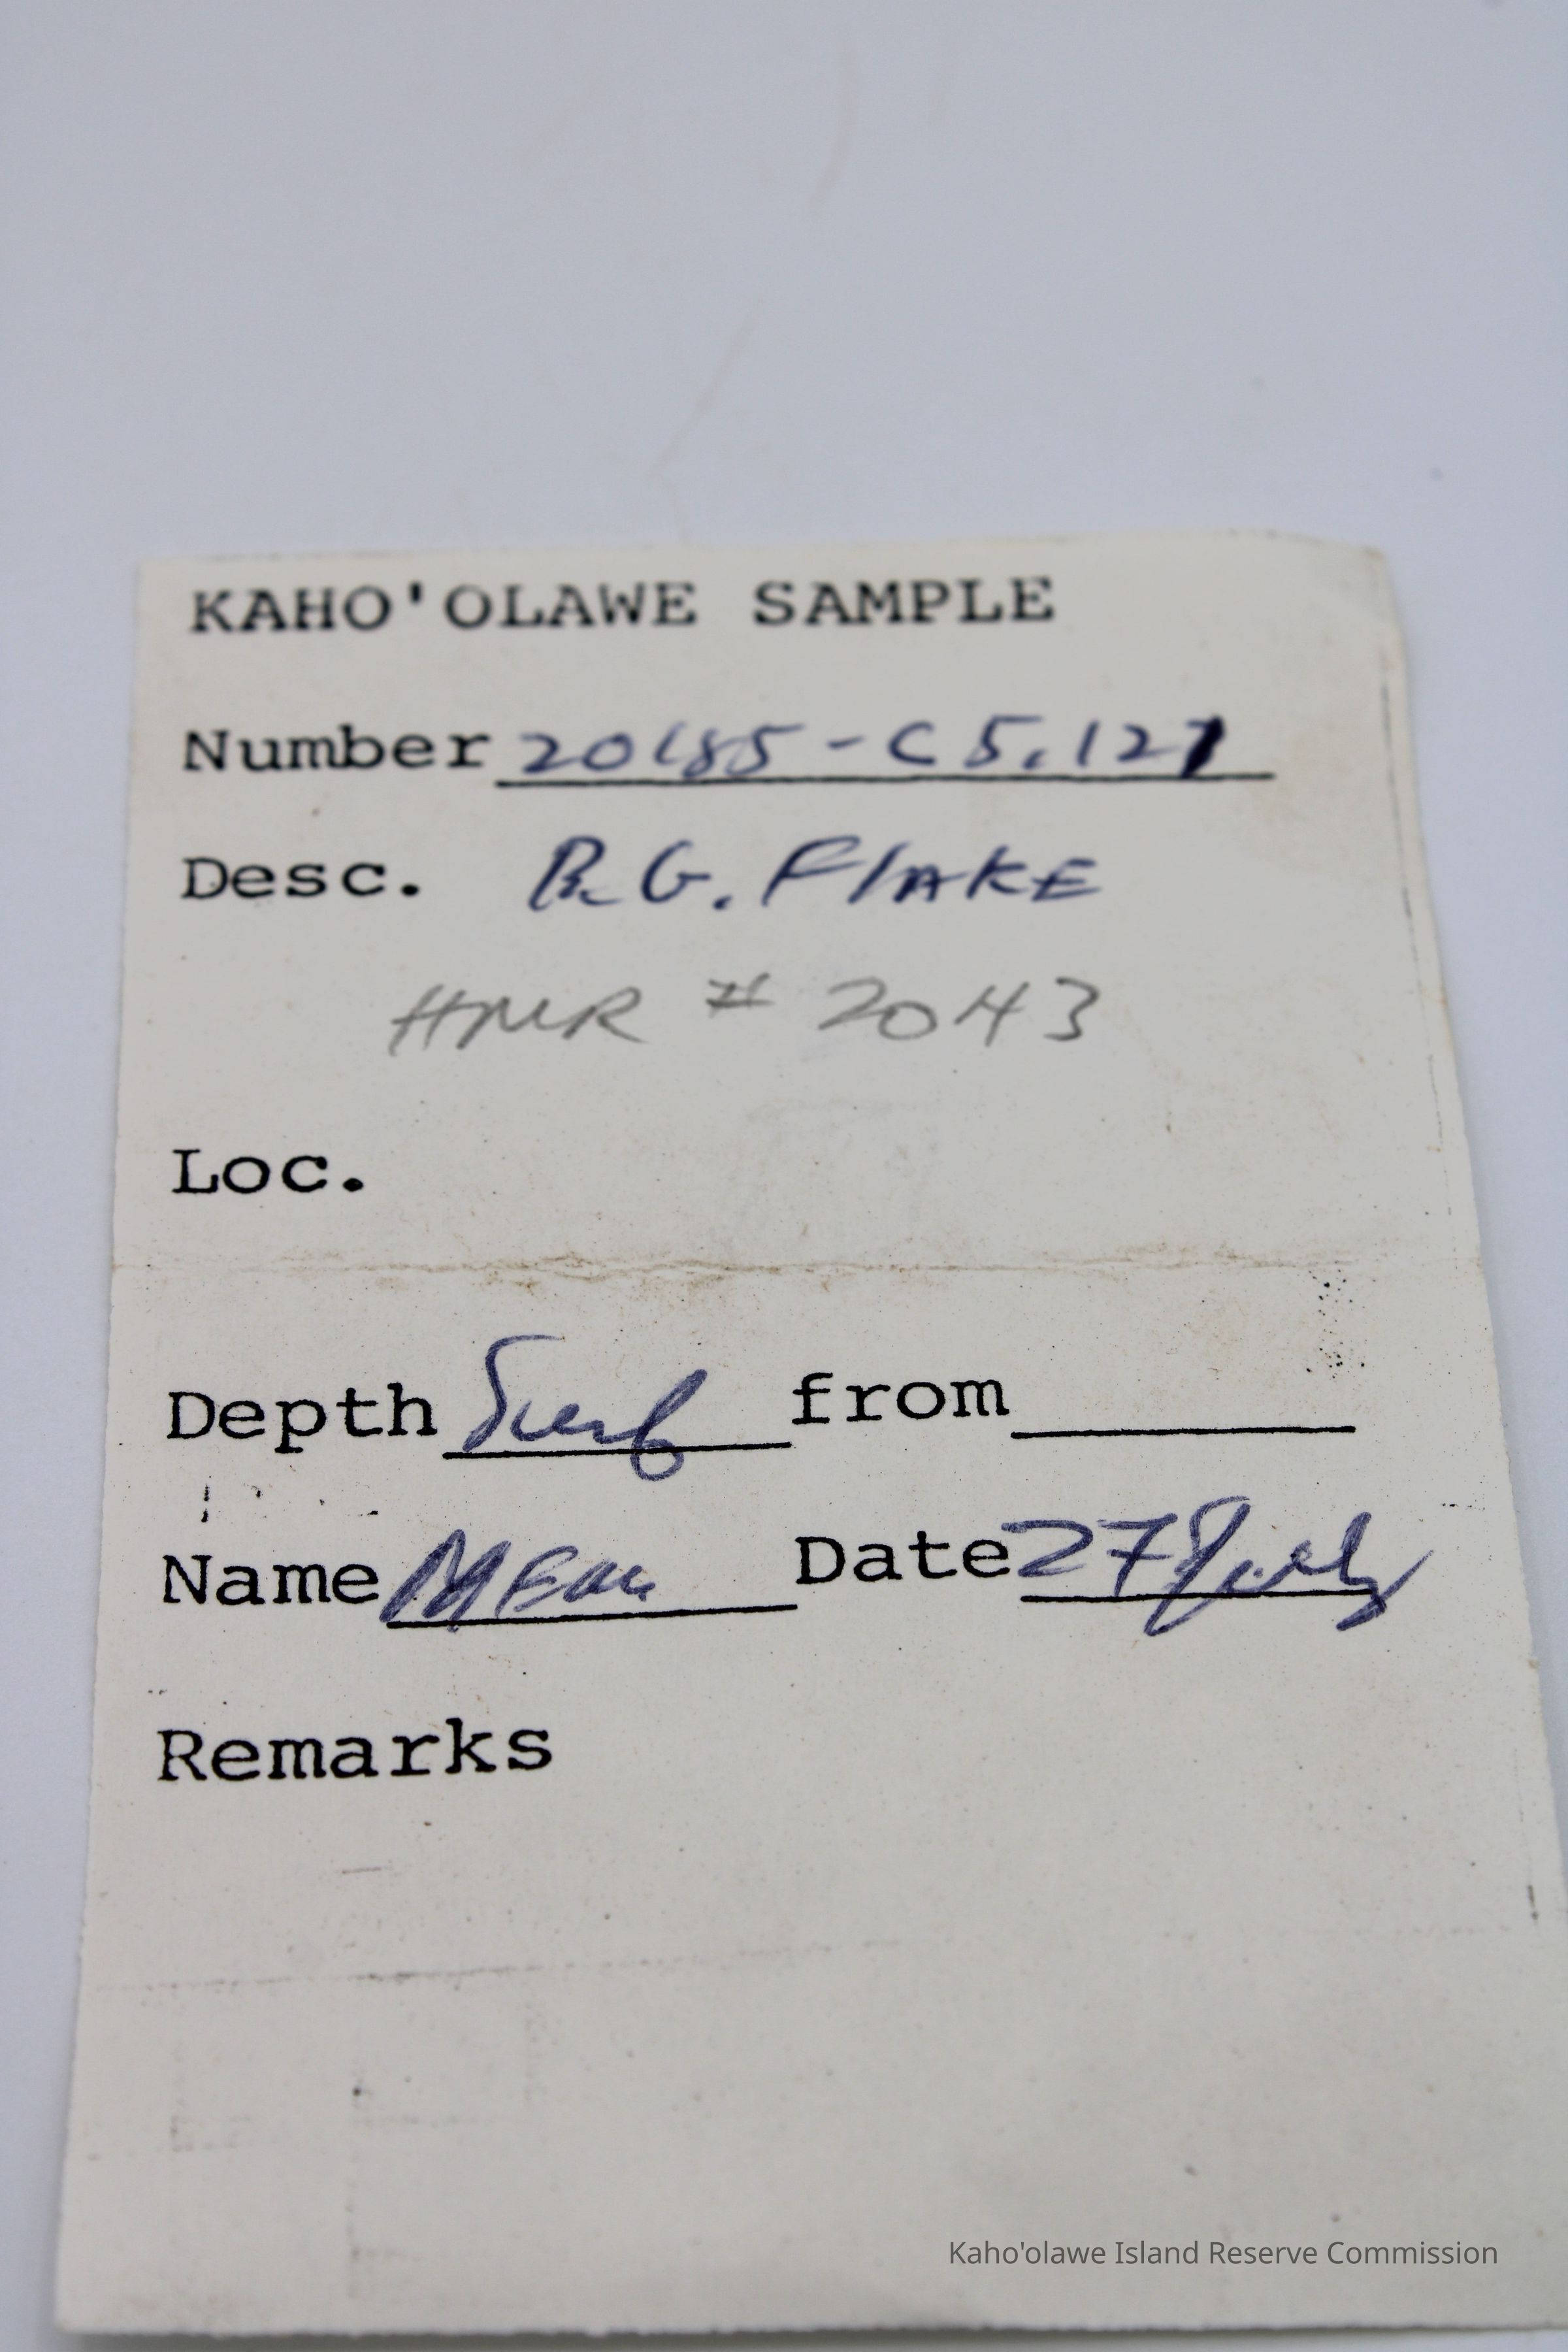 KAHO'OLAWE SAMPLE
Number 20185-C5.127
Desc. B.G. FlAKE
HMR # 2043
Loc.
Depth Surf from
Name Date 27 July
Remarks
Kaho'olawe Island Reserve Commission